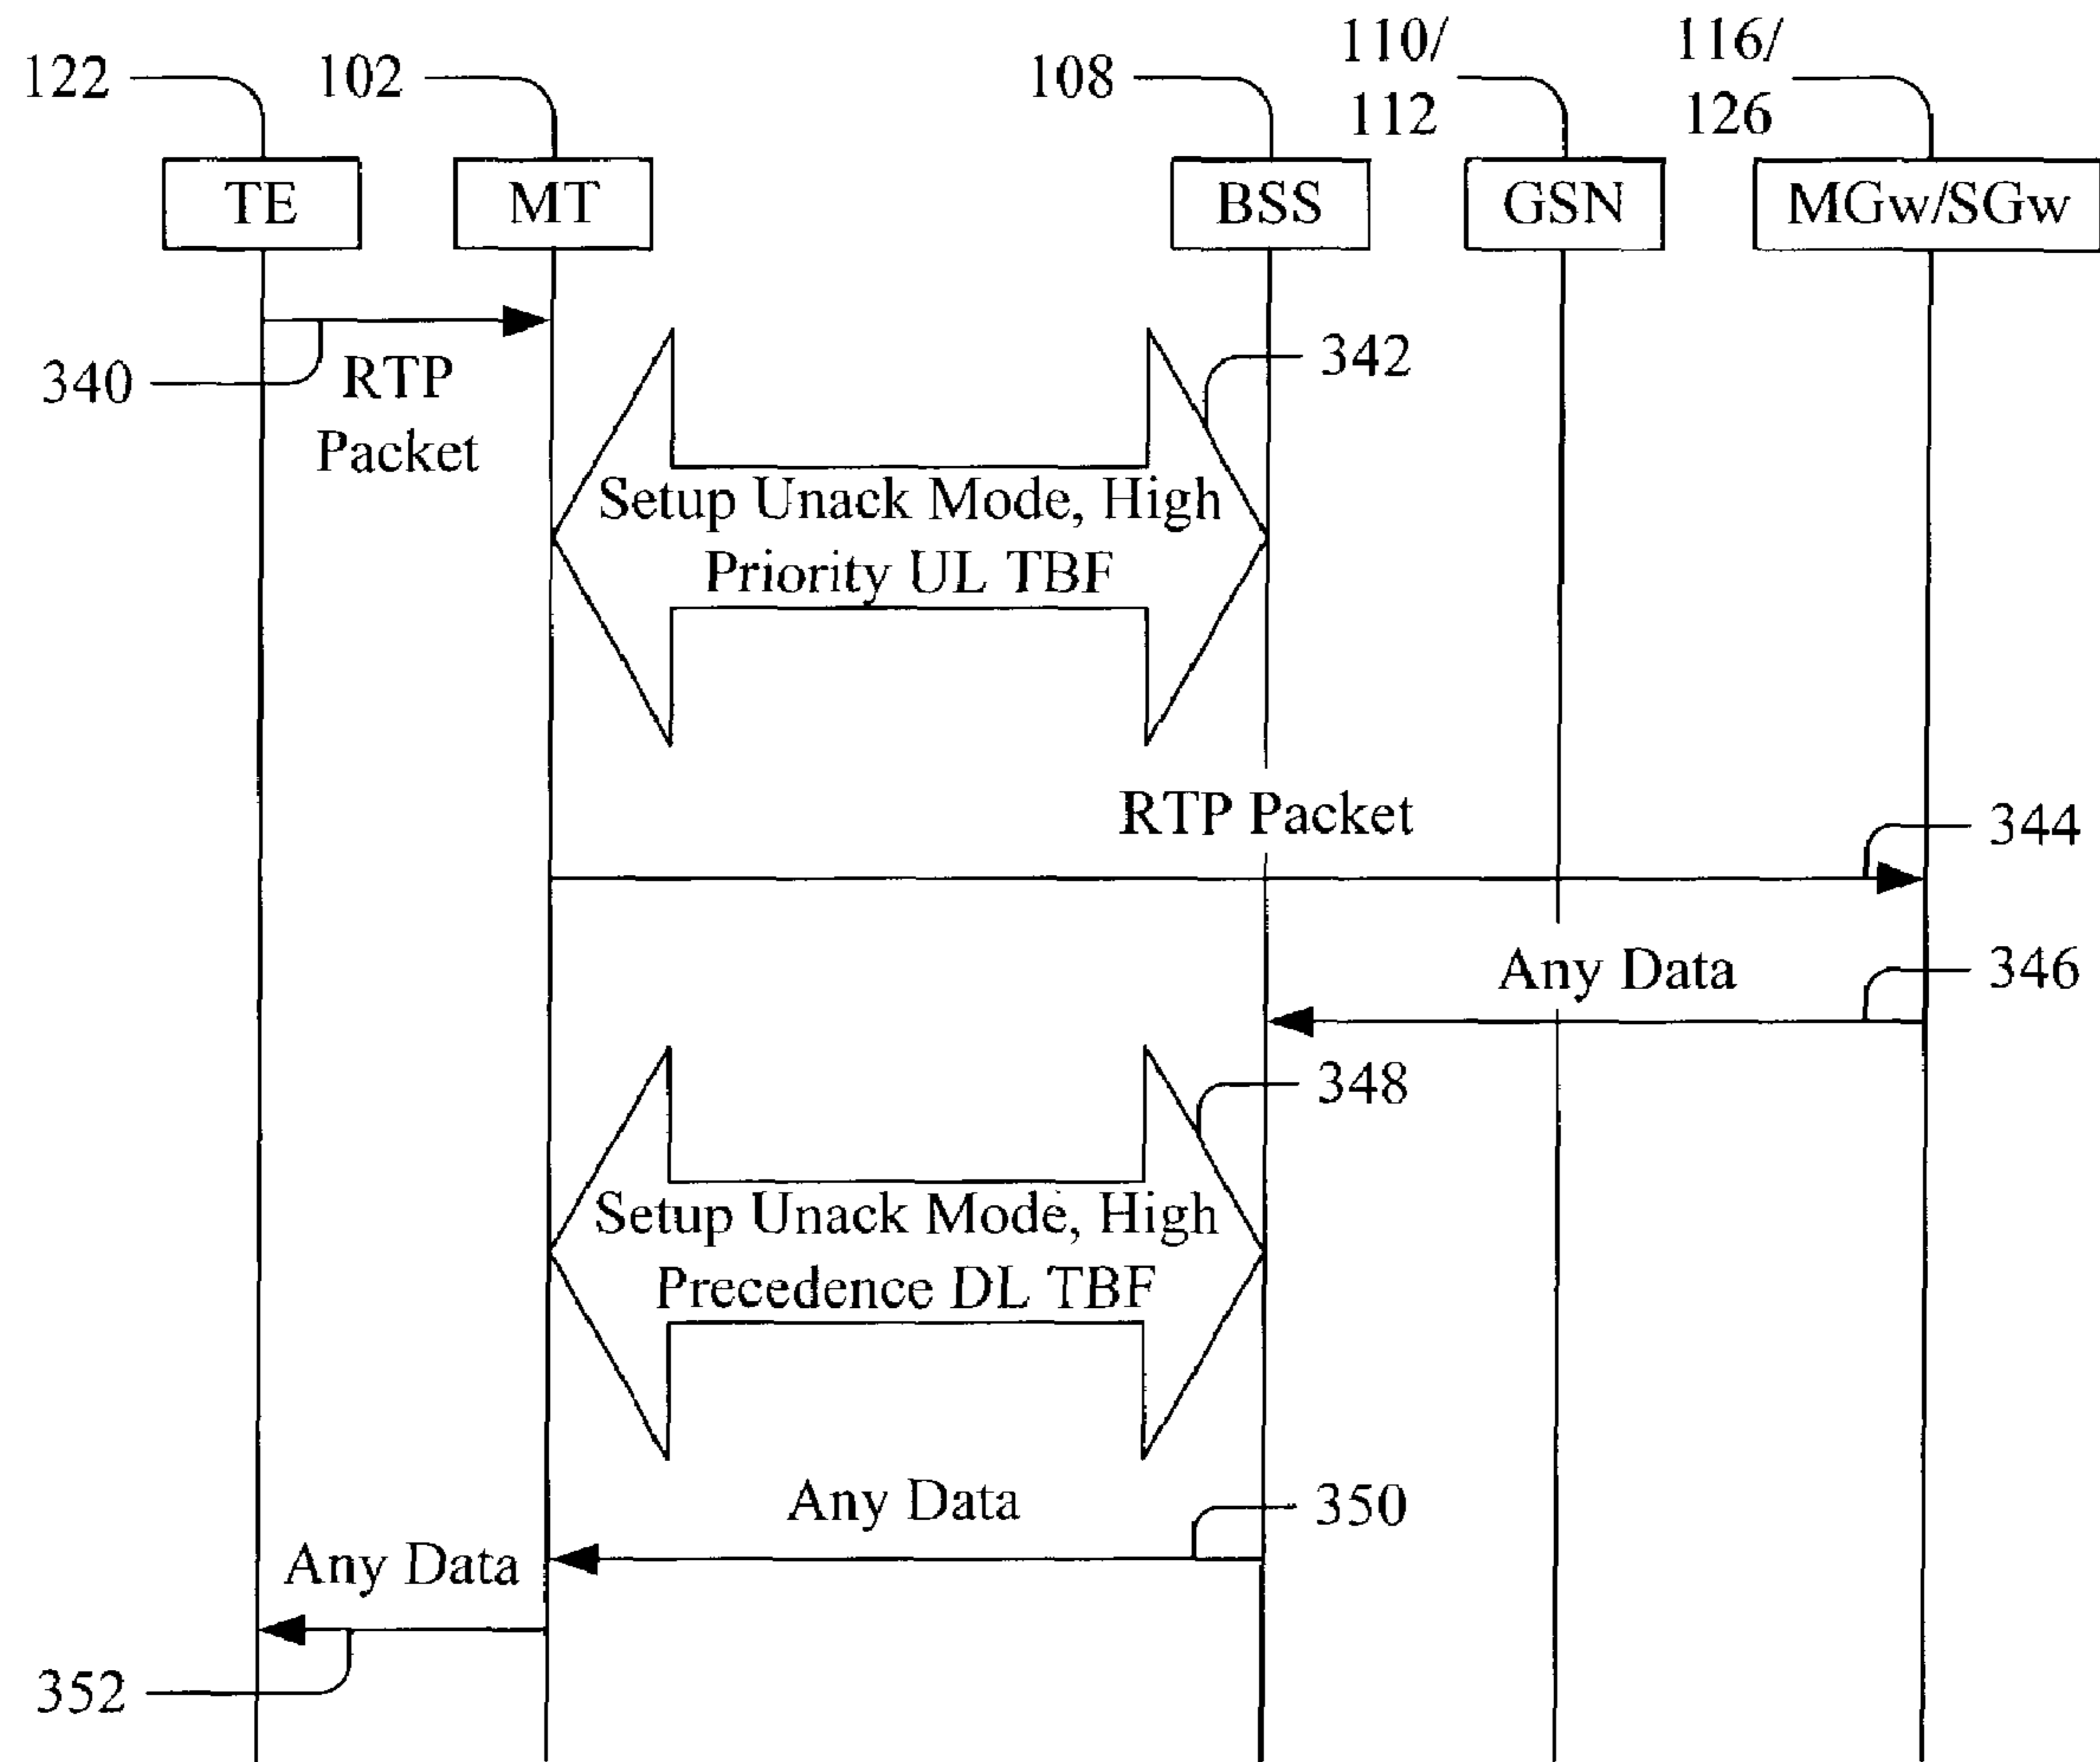 122
102
108
110/
112
116/
126
TE
MT
BSS
GSN
MGw/SGw
340
RTP
Packet
342
Setup Unack Mode, High
Priority UL TBF
RTP Packet
344
Any Data
346
348
Setup Unack Mode, High
Precedence DL TBF
Any Data
350
Any Data
352